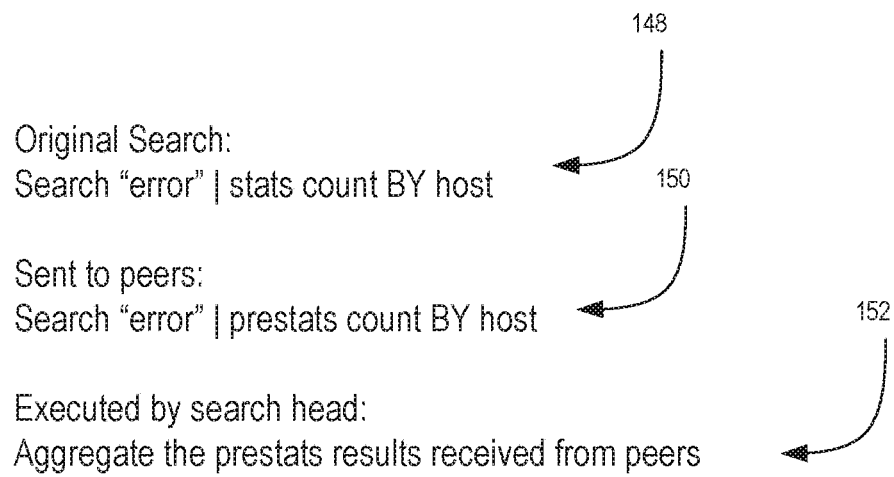 148
Original Search:
Search “error” | stats count BY host
150
Sent to peers:
Search “error” | prestats count BY host
152
Executed by search head:
Aggregate the prestats results received from peers